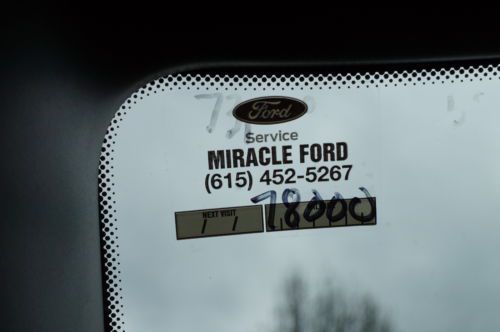 Ford
Service
MIRACLE FORD
(615) 452-5267
78000
NEXT VISIT
/ /